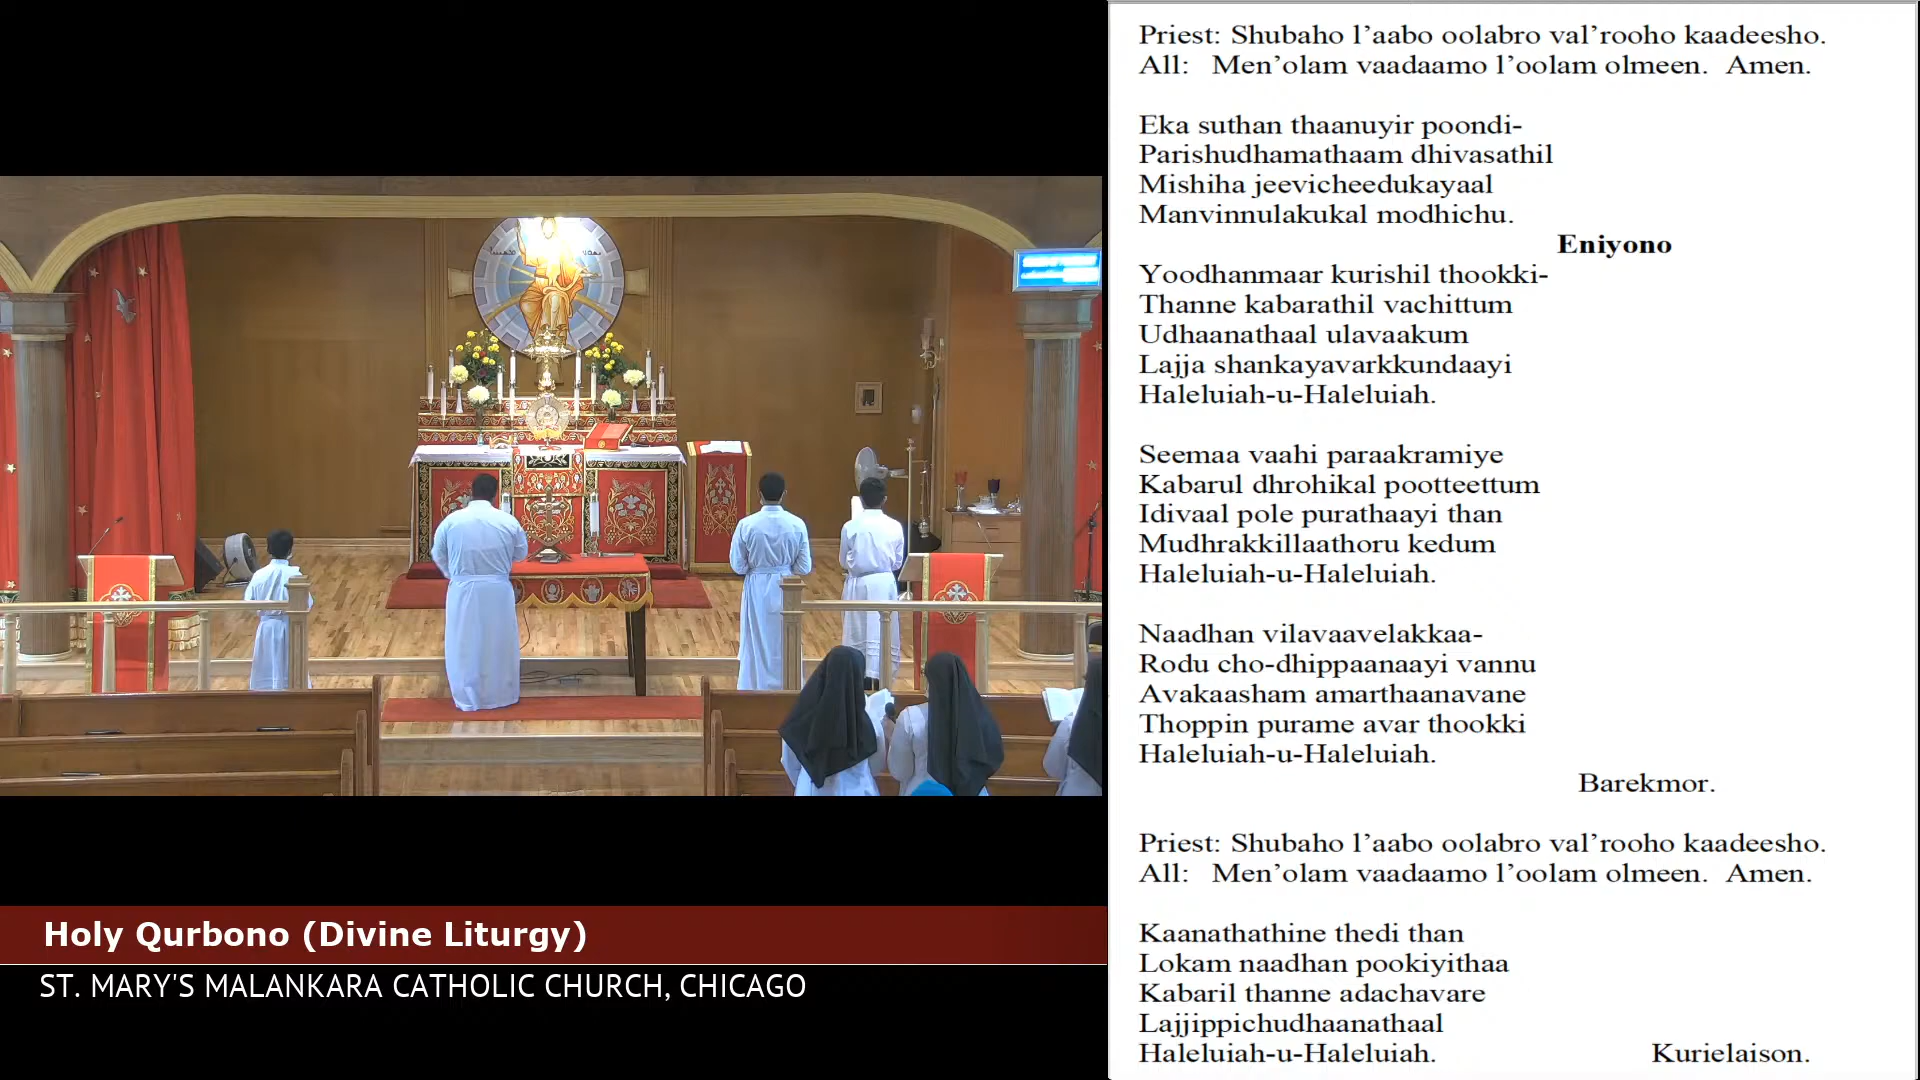 Priest: Shubaho l’aabo oolabro val’rooho kaadeesho.
All: Men’olam vaadaamo l’oolam olmeen. Amen.
Eka suthan thaanuyir poondi-
Parishudhamathaam dhivasathil
Mishiha jeevicheedukayaal
Manvinnulakukal modhichu.
Eniyono
Yoodhanmaar kurishil thookki-
Thanne kabarathil vachittum
Udhaanathaal ulavaakum
Lajja shankayavarkkundaayi
Haleluiah-u-Haleluiah.
Seemaa vaahi paraakramiye
Kabarul dhrohikal pootteettum
Idivaal pole purathaayi than
Mudhrakkillaathoru kedum
Haleluiah-u-Haleluiah.
Naadhan vilavaavelakkaa-
Rodu cho-dhippaanaayi vannu
Avakaasham amarthaanavane
Thoppin purame avar thookki
Haleluiah-u-Haleluiah.
Barekmor.
Priest: Shubaho l’aabo oolabro val’rooho kaadeesho.
All: Men’olam vaadaamo l’oolam olmeen. Amen.
Kaanathathine thedi than
Lokam naadhan pookiyithaa
Kabaril thanne adachavare
Lajjippichudhaanathaal
Haleluiah-u-Haleluiah. Kurielaison.
Holy Qurbono (Divine Liturgy)
ST. MARY'S MALANKARA CATHOLIC CHURCH, CHICAGO